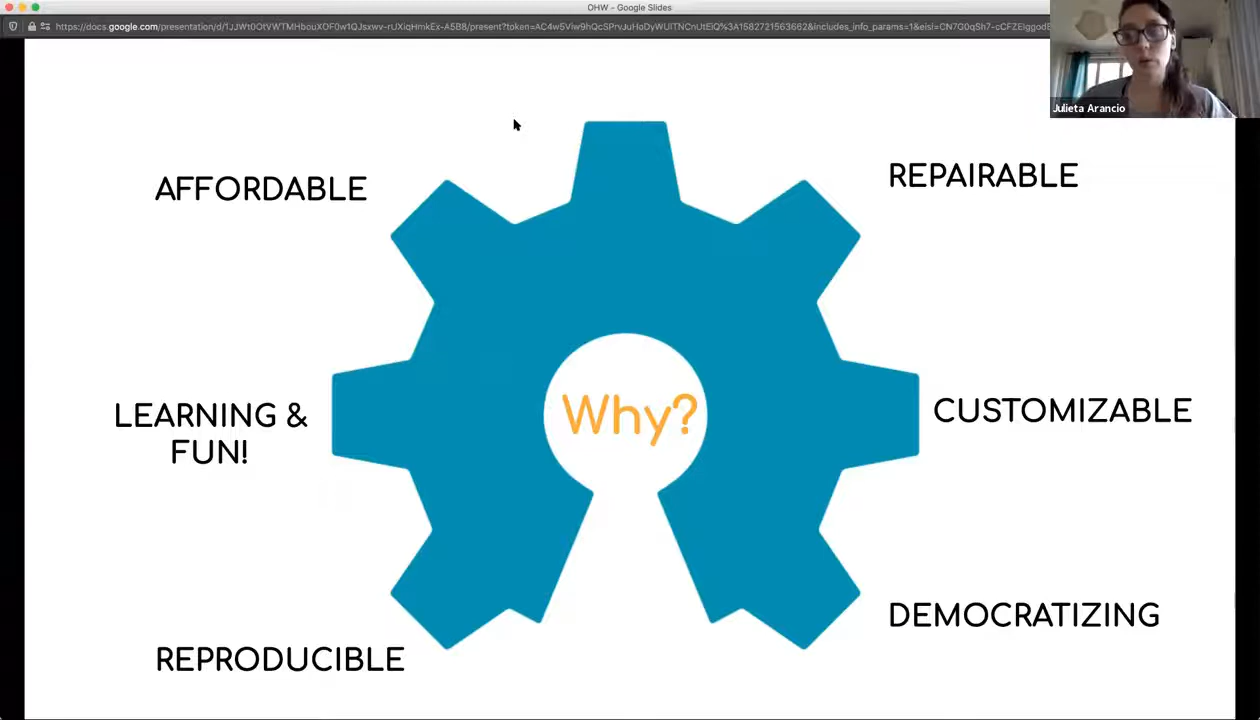 OHW - Google Slides
Julieta Arancio
AFFORDABLE
REPAIRABLE
LEARNING &
FUN!
Why?
CUSTOMIZABLE
DEMOCRATIZING
REPRODUCIBLE